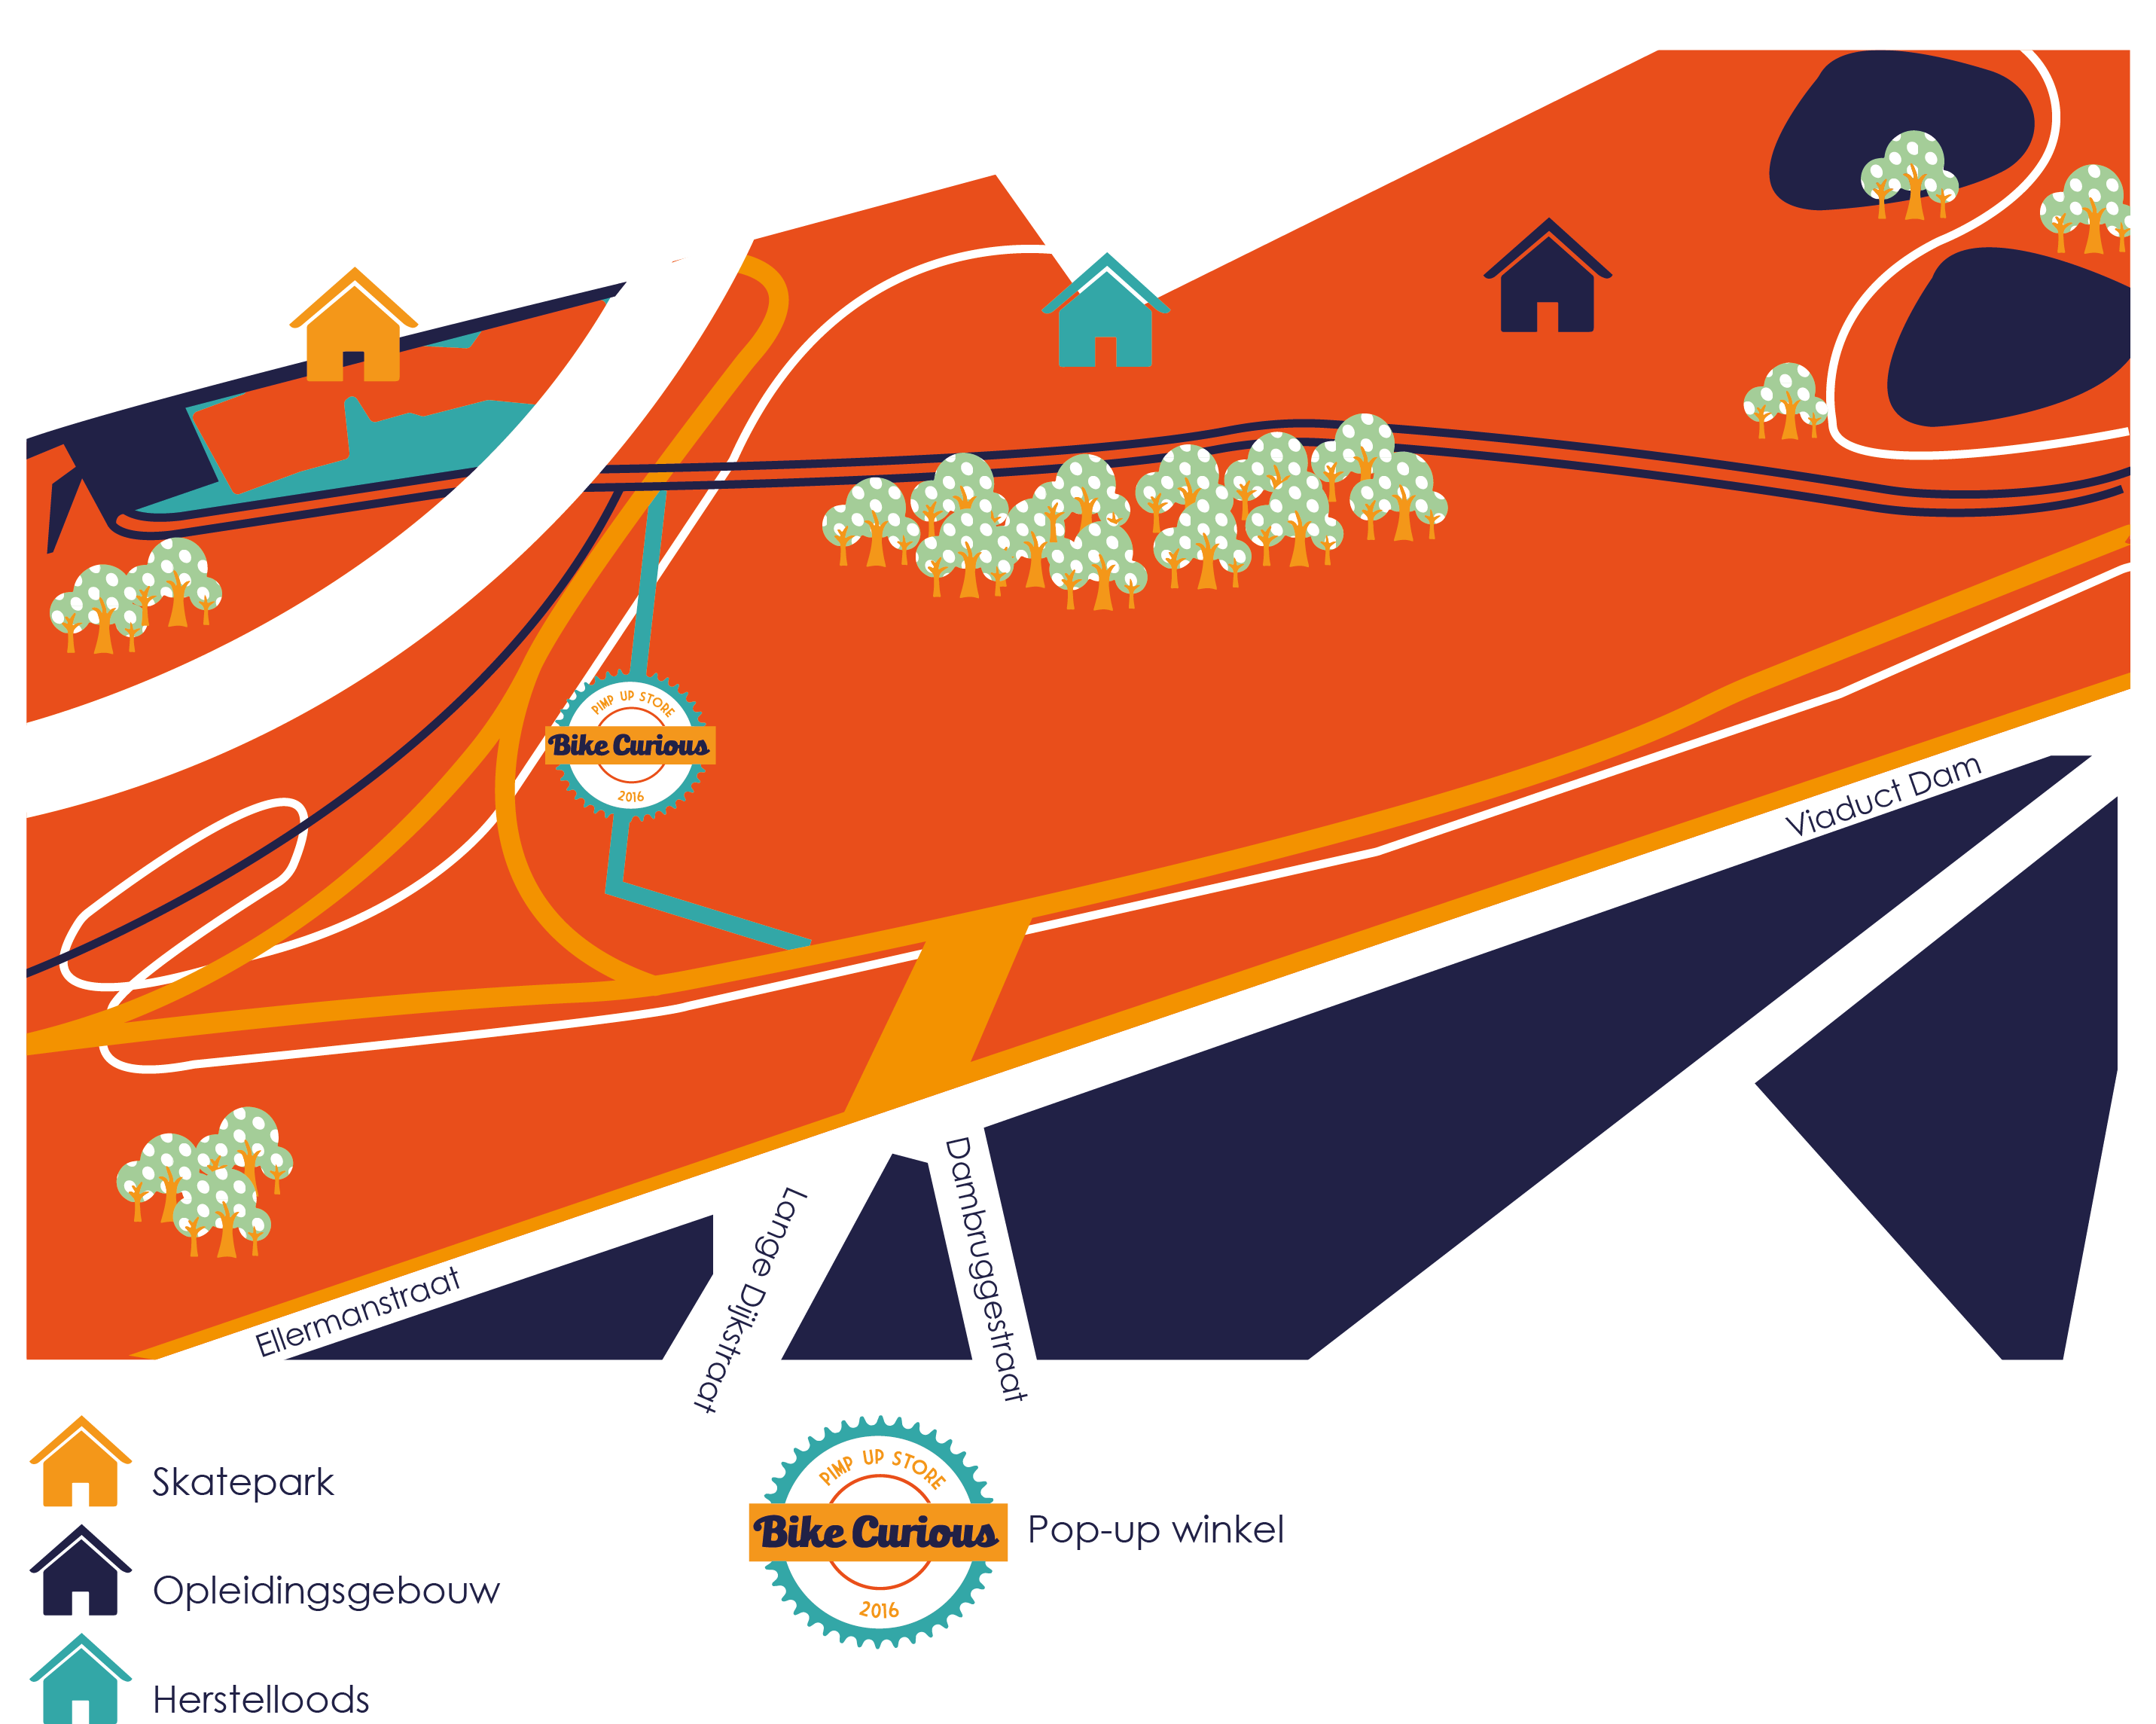 PIMP UP STORE
Bike Curious
2016
Viaduct Dam
Ellermanstraat
Lange Dijkstraat
Dambruggestraat
Skatepark
Opleidingsgebouw
Herstelloods
PIMP UP STORE
Bike Curious
2016
Pop-up winkel